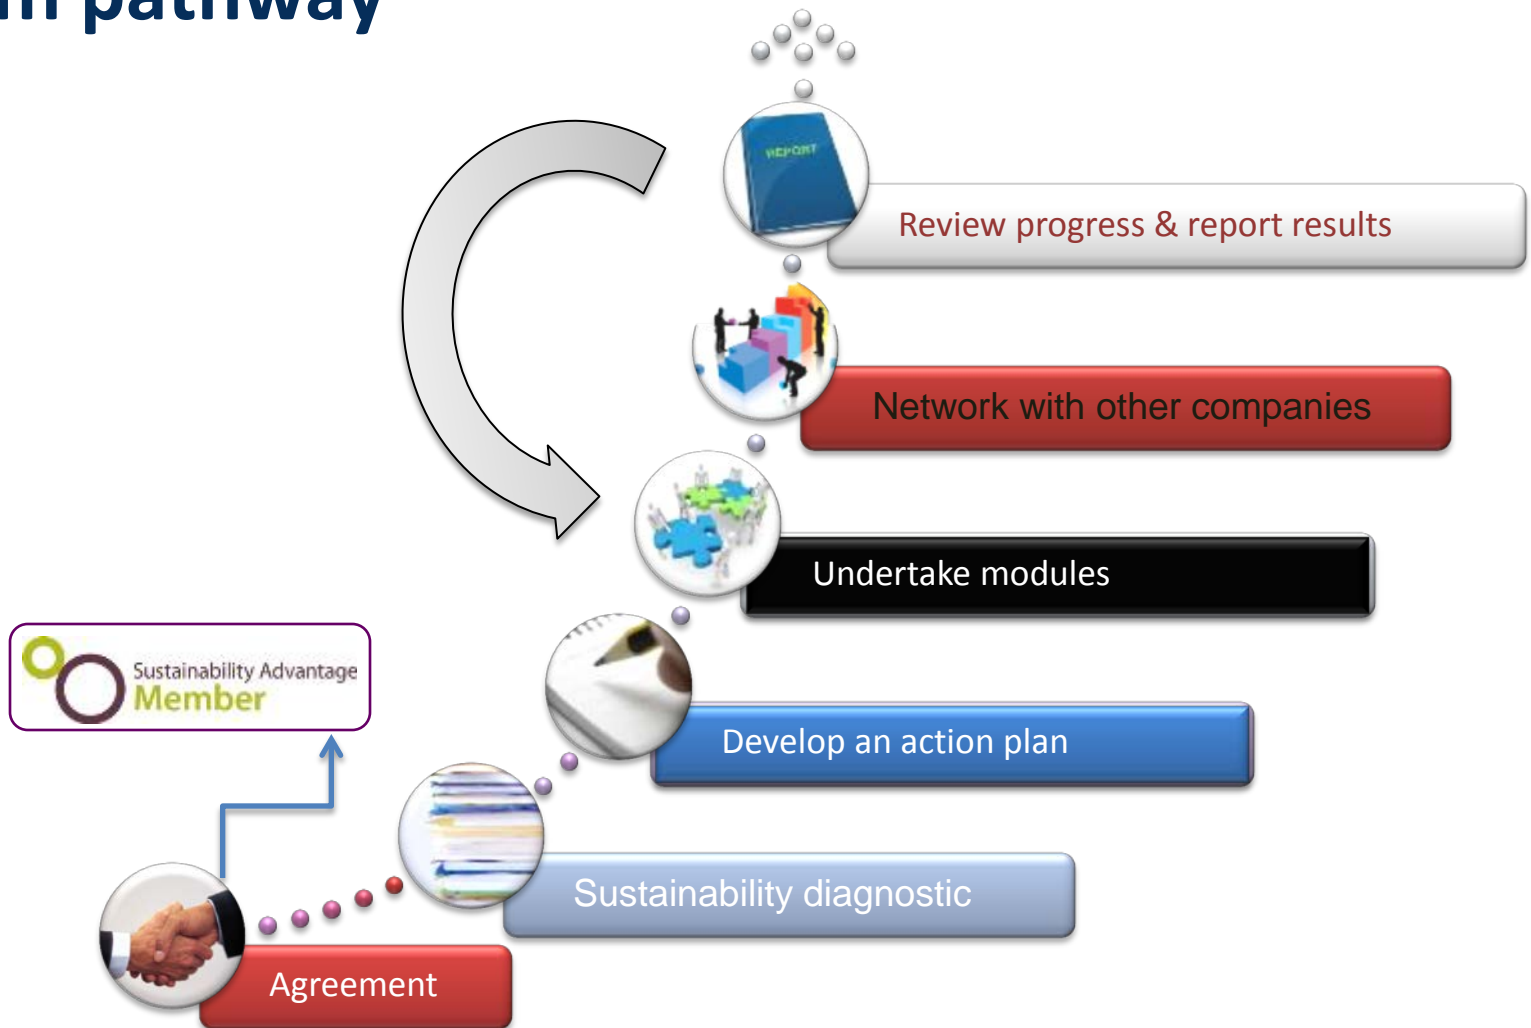 pathway
REPORT
Review progress & report results
Network with other companies
Undertake modules
Sustainability Advantage
Member
Develop an action plan
Sustainability diagnostic
Agreement